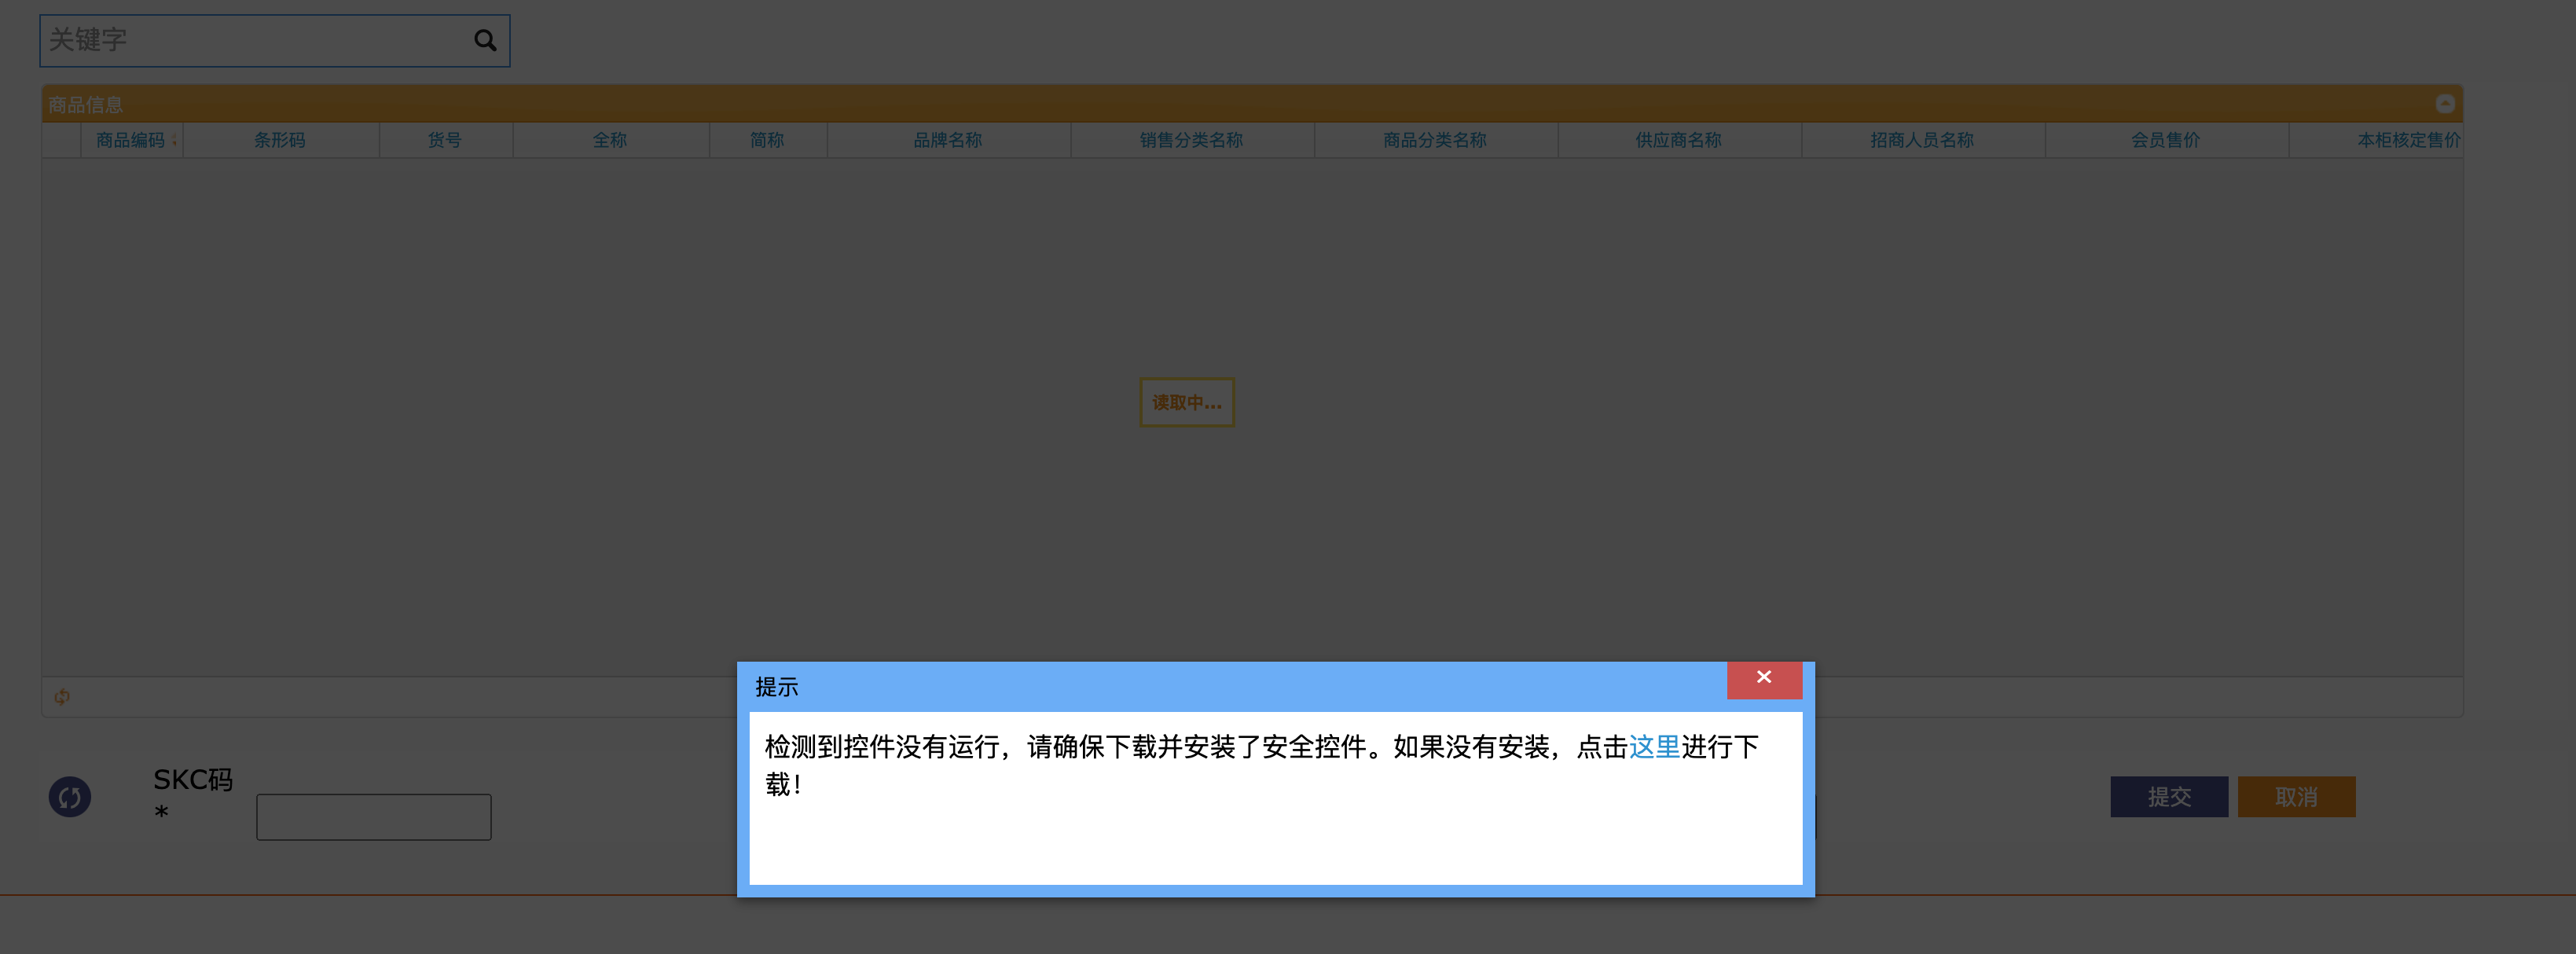 关键字
商品信息
商品编码 条形码 货号 全称 简称 品牌名称 销售分类名称 商品分类名称 供应商名称 招商人员名称 会员售价 本柜核定售价
读取中...
提示
检测到控件没有运行，请确保下载并安装了安全控件。如果没有安装，点击这里进行下
载！
SKC码
*
提交 取消